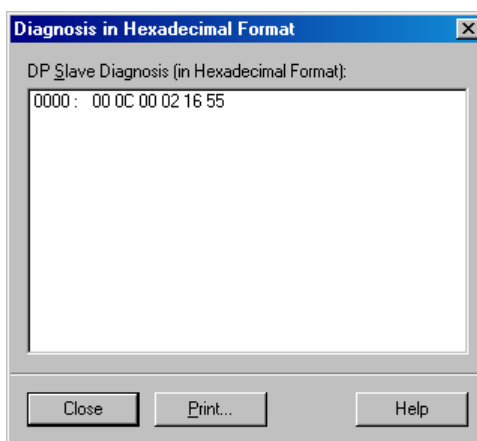 Diagnosis in Hexadecimal Format
DP Slave Diagnosis (in Hexadecimal Format):
0000 : 00 0C 00 02 16 55
Close
Print...
Help